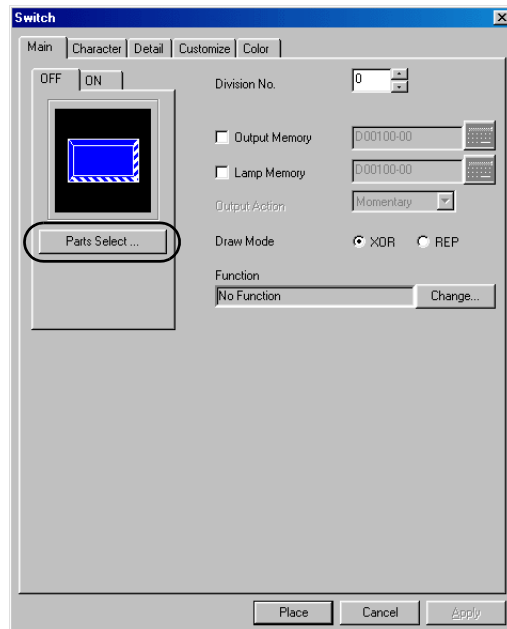 Switch
Main Character Detail Customize Color
OFF ON
Division No. 0
Output Memory D00100-00
Lamp Memory D00100-00
Output Action Momentary
Parts Select ...
Draw Mode XOR REP
Function
No Function Change...
Place Cancel Apply